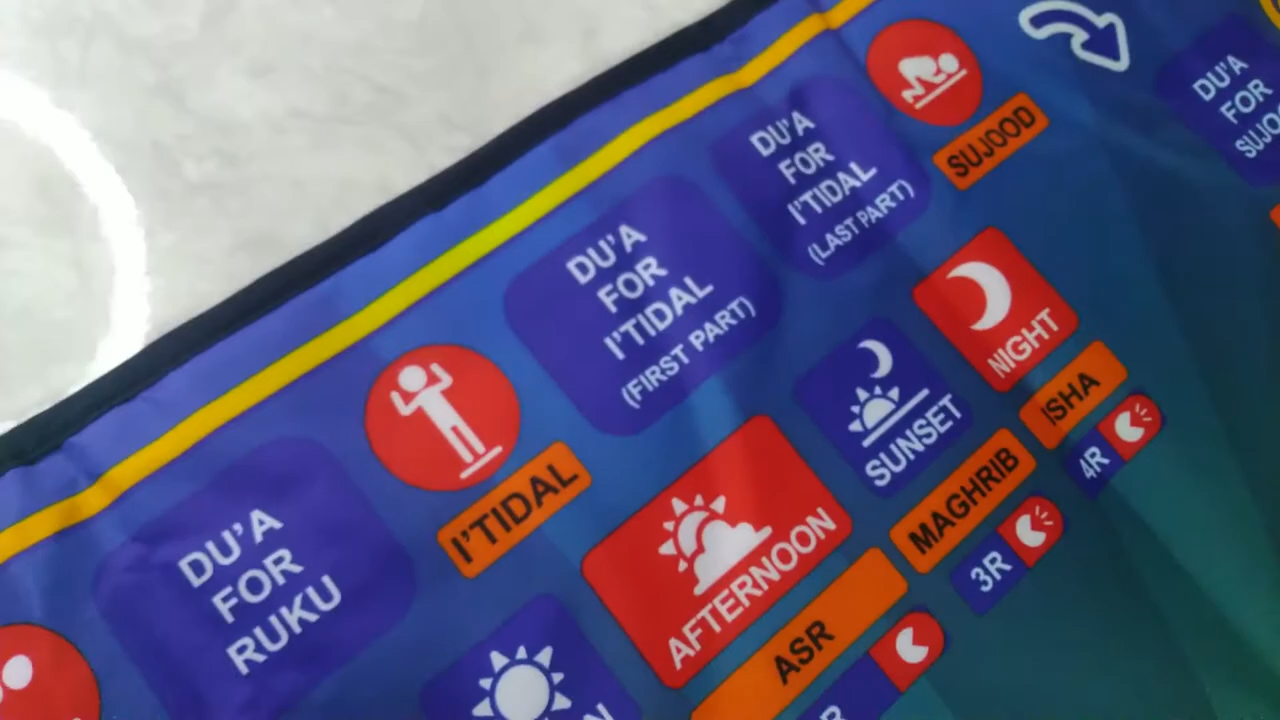 DU'A
FOR
RUKU
I'TIDAL
DU'A
FOR
I'TIDAL
(FIRST PART)
DU'A
FOR
I'TIDAL
(LAST PART)
SUJOOD
DU'A
FOR
AFTERNOON
ASR
SUNSET
MAGHRIB
3R
NIGHT
ISHA
4R